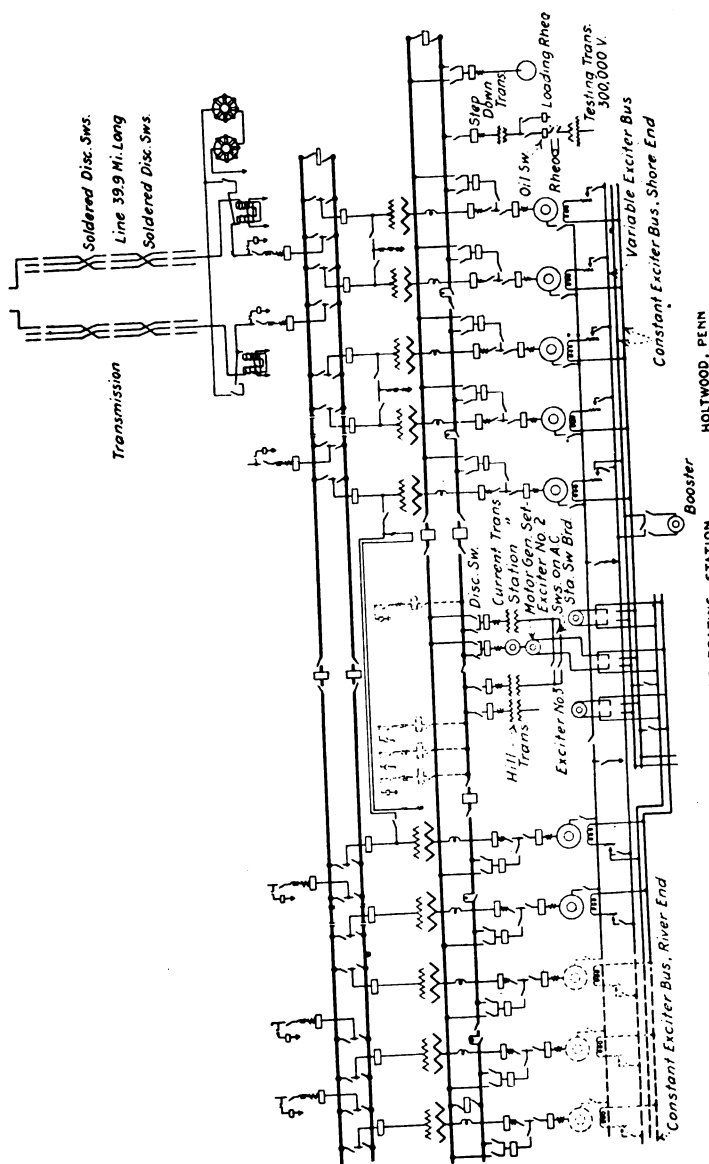 Soldered Disc. Sws.
Line 39.9 Mi. Long
Soldered Disc. Sws.
Transmission
Step
Down
Trans
Loading Rheo
Oil Sw.
Rheo.
Testing Trans.
300,000 V.
Disc. Sw.
Current Trans
Station "
Motor Gen. Set
Exciter No. 2
Sws. on A.C.
Sta. Sw Brd.
Hill
Trans
Exciter No3
Variable Exciter Bus
Constant Exciter Bus, Shore End
Booster
Constant Exciter Bus, River End
STATION
HOLTWOOD, PENN